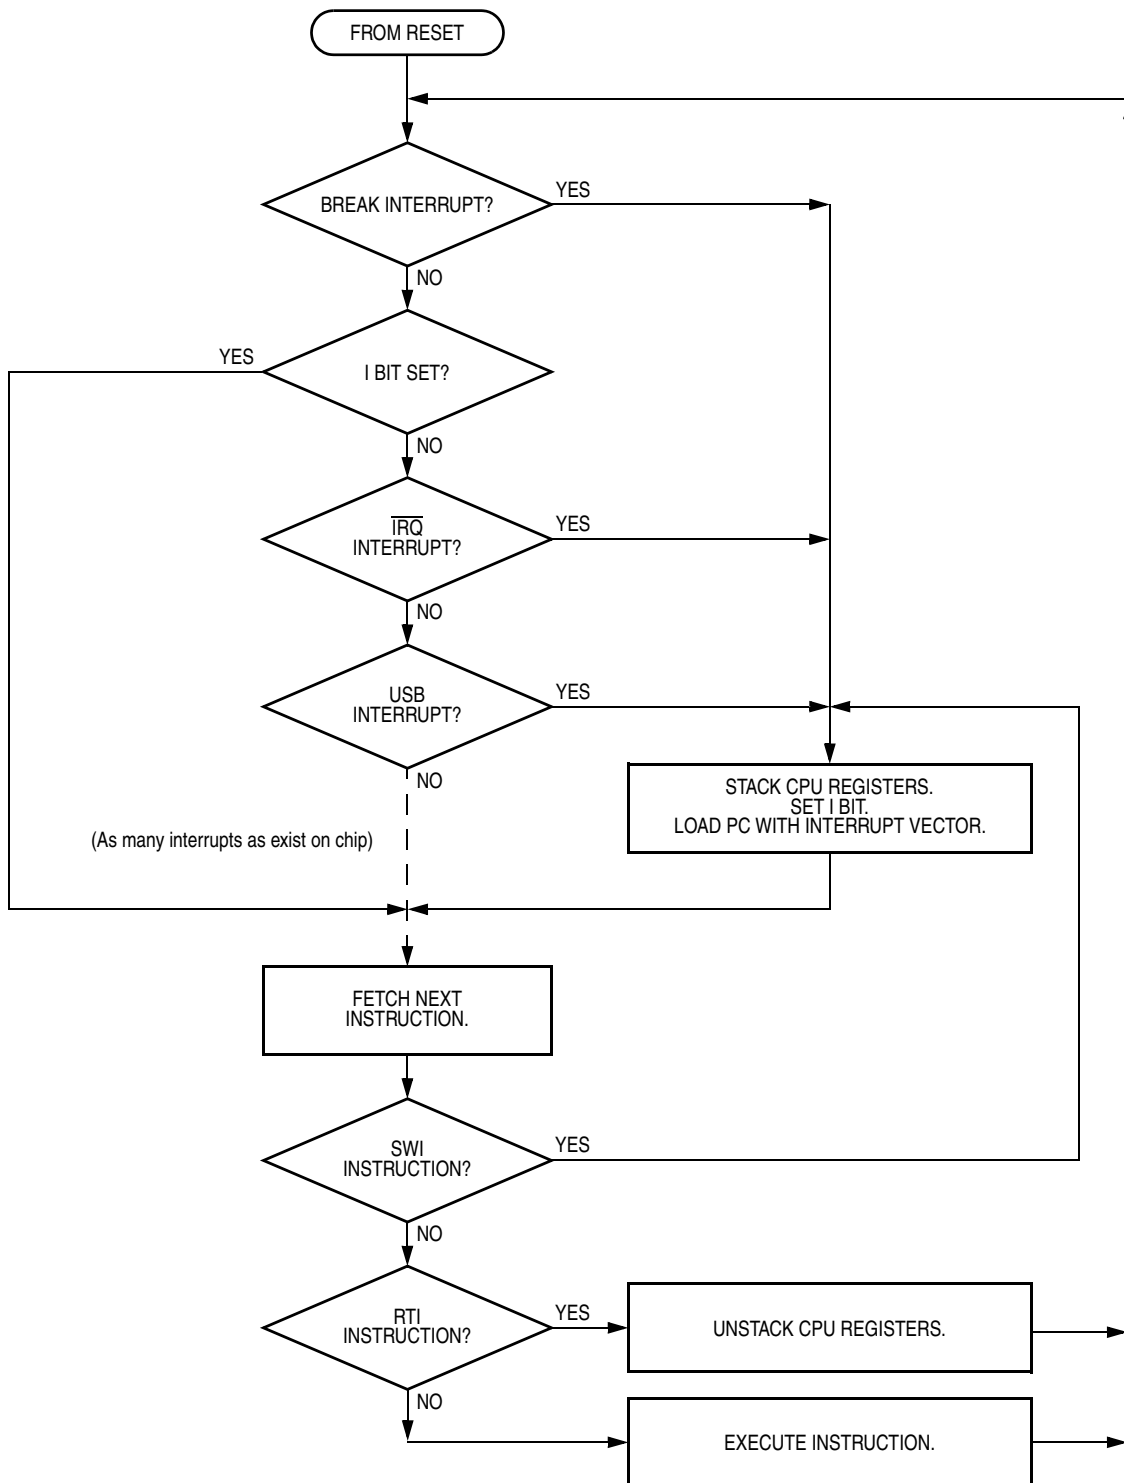 FROM RESET
BREAK INTERRUPT?
YES
NO
YES
I BIT SET?
NO
IRQ
INTERRUPT?
YES
NO
USB
INTERRUPT?
YES
NO
STACK CPU REGISTERS.
SET I BIT.
LOAD PC WITH INTERRUPT VECTOR.
(As many interrupts as exist on chip)
FETCH NEXT
INSTRUCTION.
SWI
INSTRUCTION?
YES
NO
RTI
INSTRUCTION?
YES
UNSTACK CPU REGISTERS.
NO
EXECUTE INSTRUCTION.